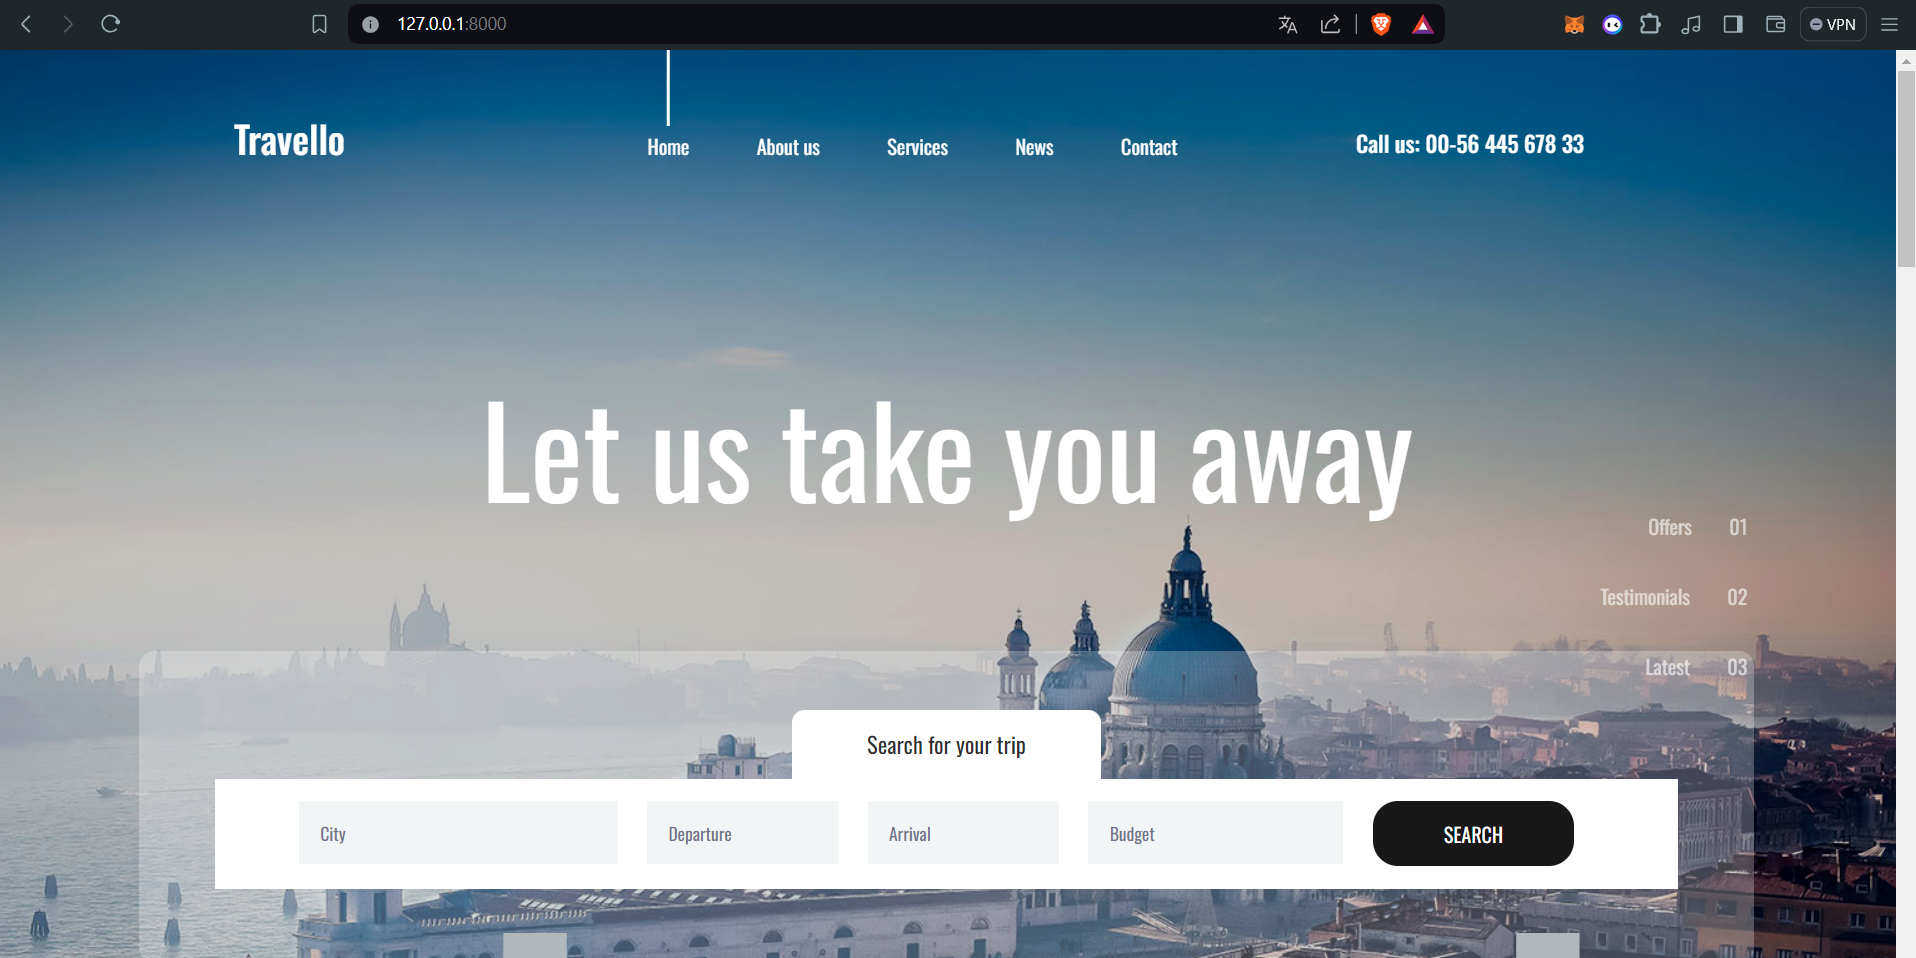 127.0.0.1:8000
VPN
Travello
Home
About us
Services
News
Contact
Call us: 00-56 445 678 33
Let us take you away
Offers 01
Testimonials 02
Latest 03
Search for your trip
City
Departure
Arrival
Budget
SEARCH